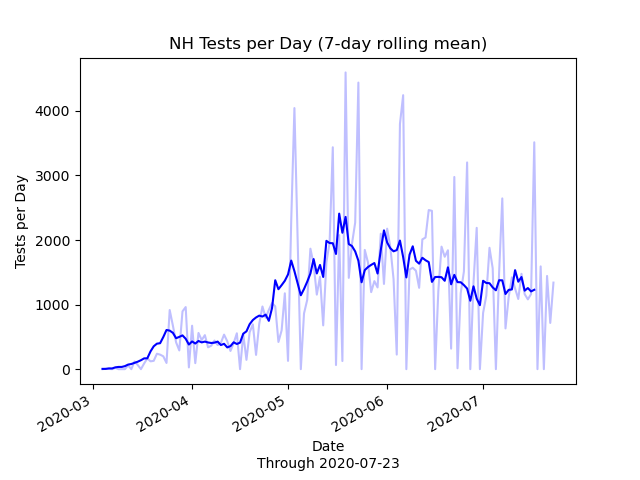 NH Tests per Day (7-day rolling mean)
Tests per Day
4000
3000
2000
1000
0
2020-03
2020-04
2020-05
2020-06
2020-07
Date
Through 2020-07-23